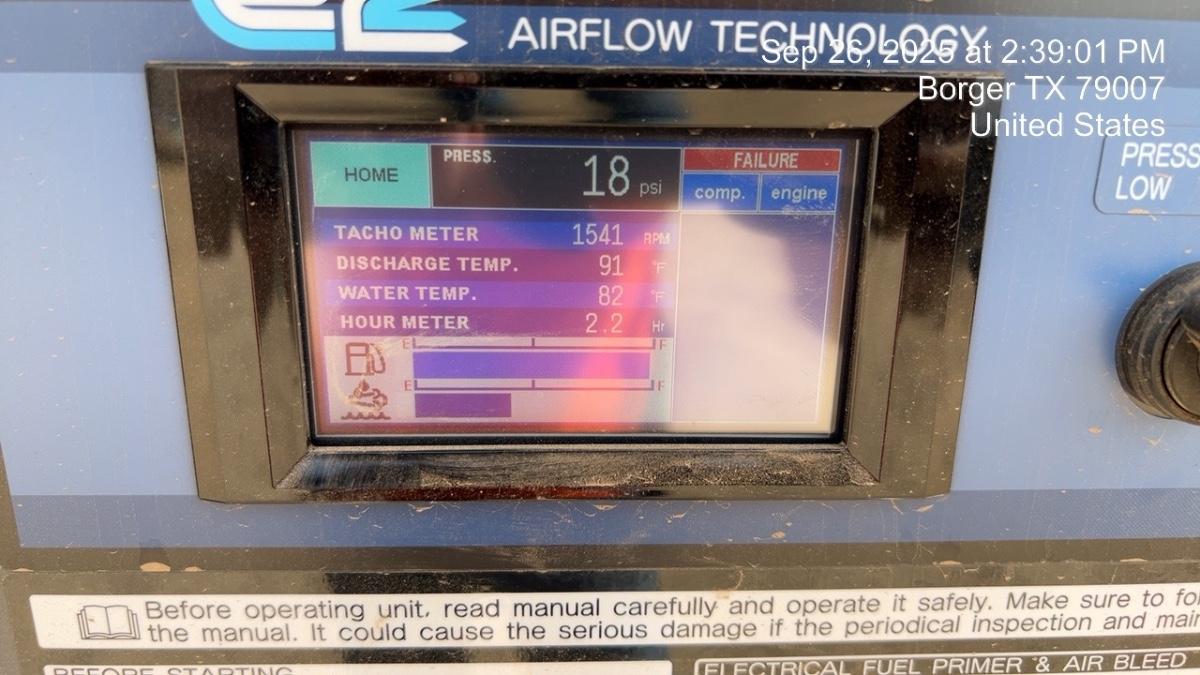 AIRFLOW TECHNOLOGY
Sep 26, 2025 at 2:39:01 PM
Borger TX 79007
United States
PRESS
LOW
HOME
PRESS.
18 psi
FAILURE
comp. engine
TACHO METER 1541 RPM
DISCHARGE TEMP. 91 °F
WATER TEMP. 82 °F
HOUR METER 2.2 Hr
E F
E F
Before operating unit, read manual carefully and operate it safely. Make sure to fo
the manual. It could cause the serious damage if the periodical inspection and mai
BEFORE STARTING
ELECTRICAL FUEL PRIMER & AIR BLEED